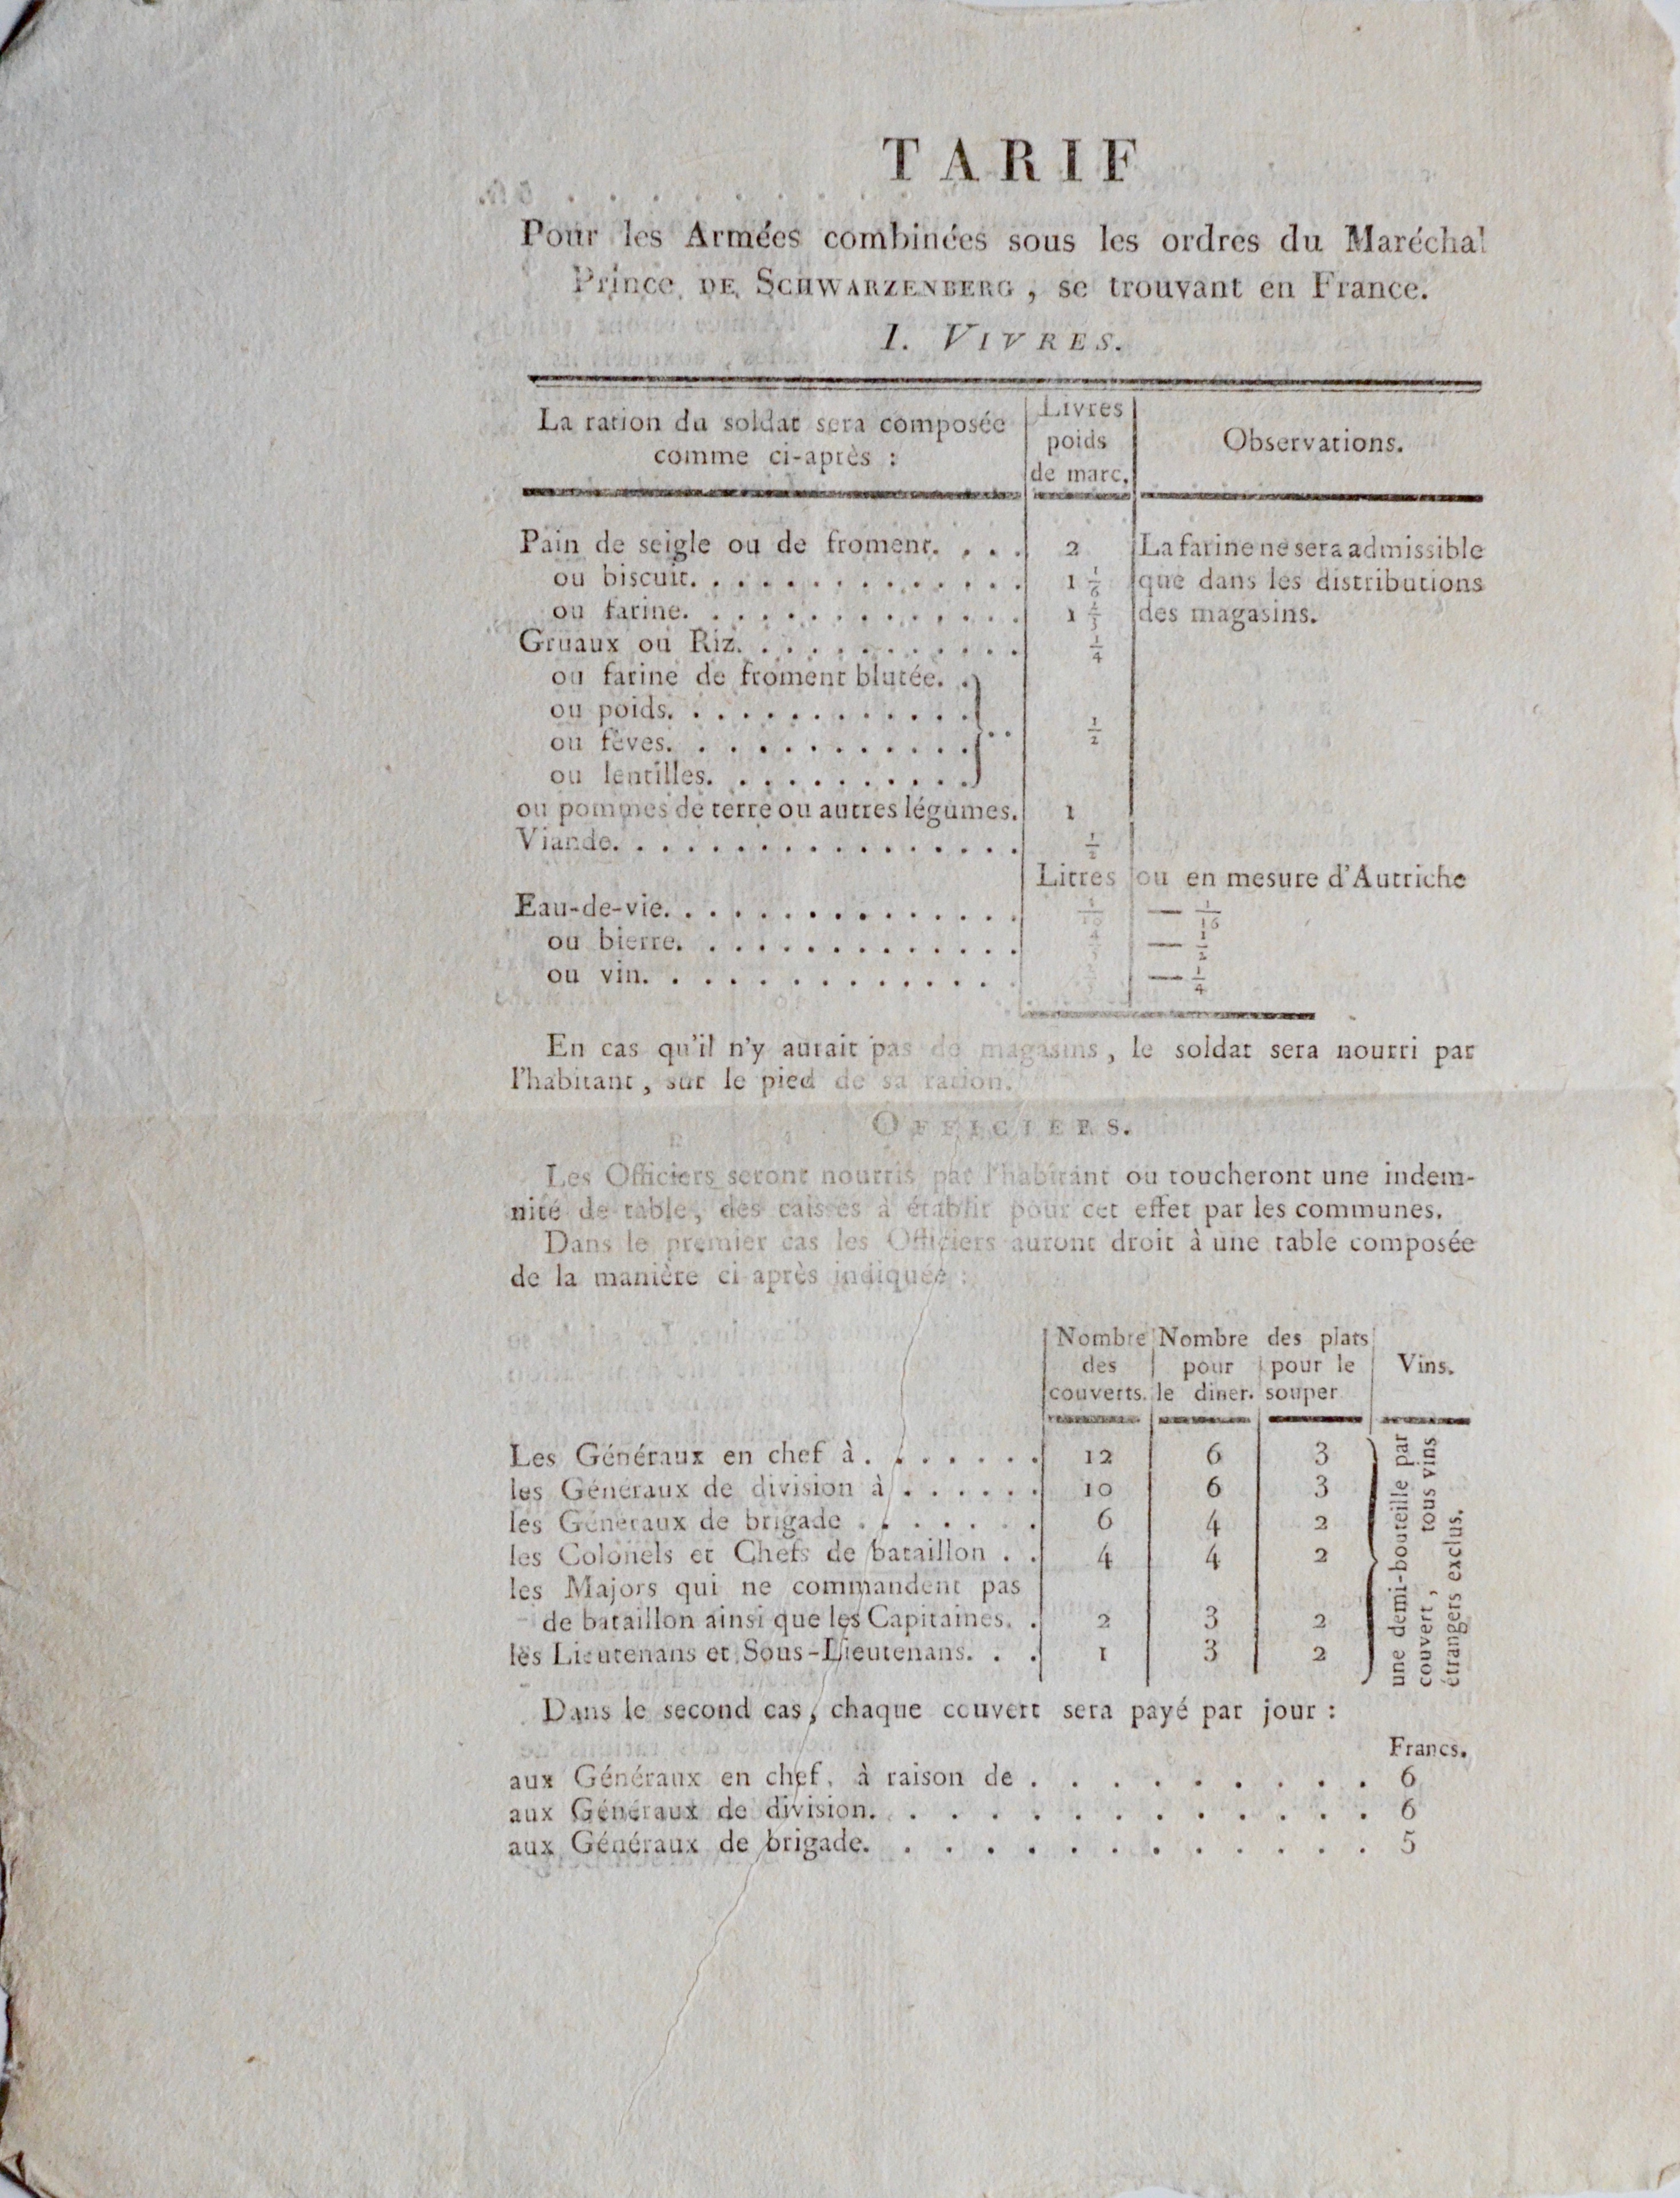 TARIF
Pour les Armées combinées sous les ordres du Maréchal
Prince DE SCHWARZENBERG, se trouvant en France.
I. VIVRES.
La ration du soldat sera composée comme ci-après : Livres poids de marc. Observations.
Pain de seigle ou de froment. . . . 2 La farine ne sera admissible
ou biscuit. . . . . . . . . . . . . . 1 1/6 que dans les distributions
ou farine. . . . . . . . . . . . . . 1 1/3 des magasins.
Gruaux ou Riz. . . . . . . . . . . . 1/4
ou farine de froment blutée. .
ou poids. . . . . . . . . . . . .
ou fêves. . . . . . . . . . . . . . . 1/2
ou lentilles. . . . . . . . . . .
ou pommes de terre ou autres légumes. 1
Viande. . . . . . . . . . . . . . . . . 1/2
Litres ou en mesure d'Autriche
Eau-de-vie. . . . . . . . . . . . . . . 1/10 — 1/16
ou bierre. . . . . . . . . . . . . . — 1/2
ou vin. . . . . . . . . . . . . . — 1/4
En cas qu'il n'y aurait pas de magasins, le soldat sera nourri par
l'habitant, sur le pied de sa ration.
OFFICIERS.
Les Officiers seront nourris par l'habitant ou toucheront une indem-
nité de table, des caisses à établir pour cet effet par les communes.
Dans le premier cas les Officiers auront droit à une table composée
de la manière ci après indiquée :
Nombre des couverts. Nombre des plats pour le diner. pour le souper Vins.
Les Généraux en chef à . . . . . . . 12 6 3
les Généraux de division à . . . . . . 10 6 3
les Généraux de brigade . . . . . . . 6 4 2
les Colonels et Chefs de bataillon . . 4 4 2
les Majors qui ne commandent pas
de bataillon ainsi que les Capitaines. . 2 3 2
les Lieutenans et Sous-Lieutenans. . . 1 3 2
une demi-bouteille par
couvert, tous vins
étrangers exclus.
Dans le second cas, chaque couvert sera payé par jour :
Francs.
aux Généraux en chef, à raison de . . . . . . . . . 6
aux Généraux de division. . . . . . . . . . . . . 6
aux Généraux de brigade. . . . . . . . . . . . . 5